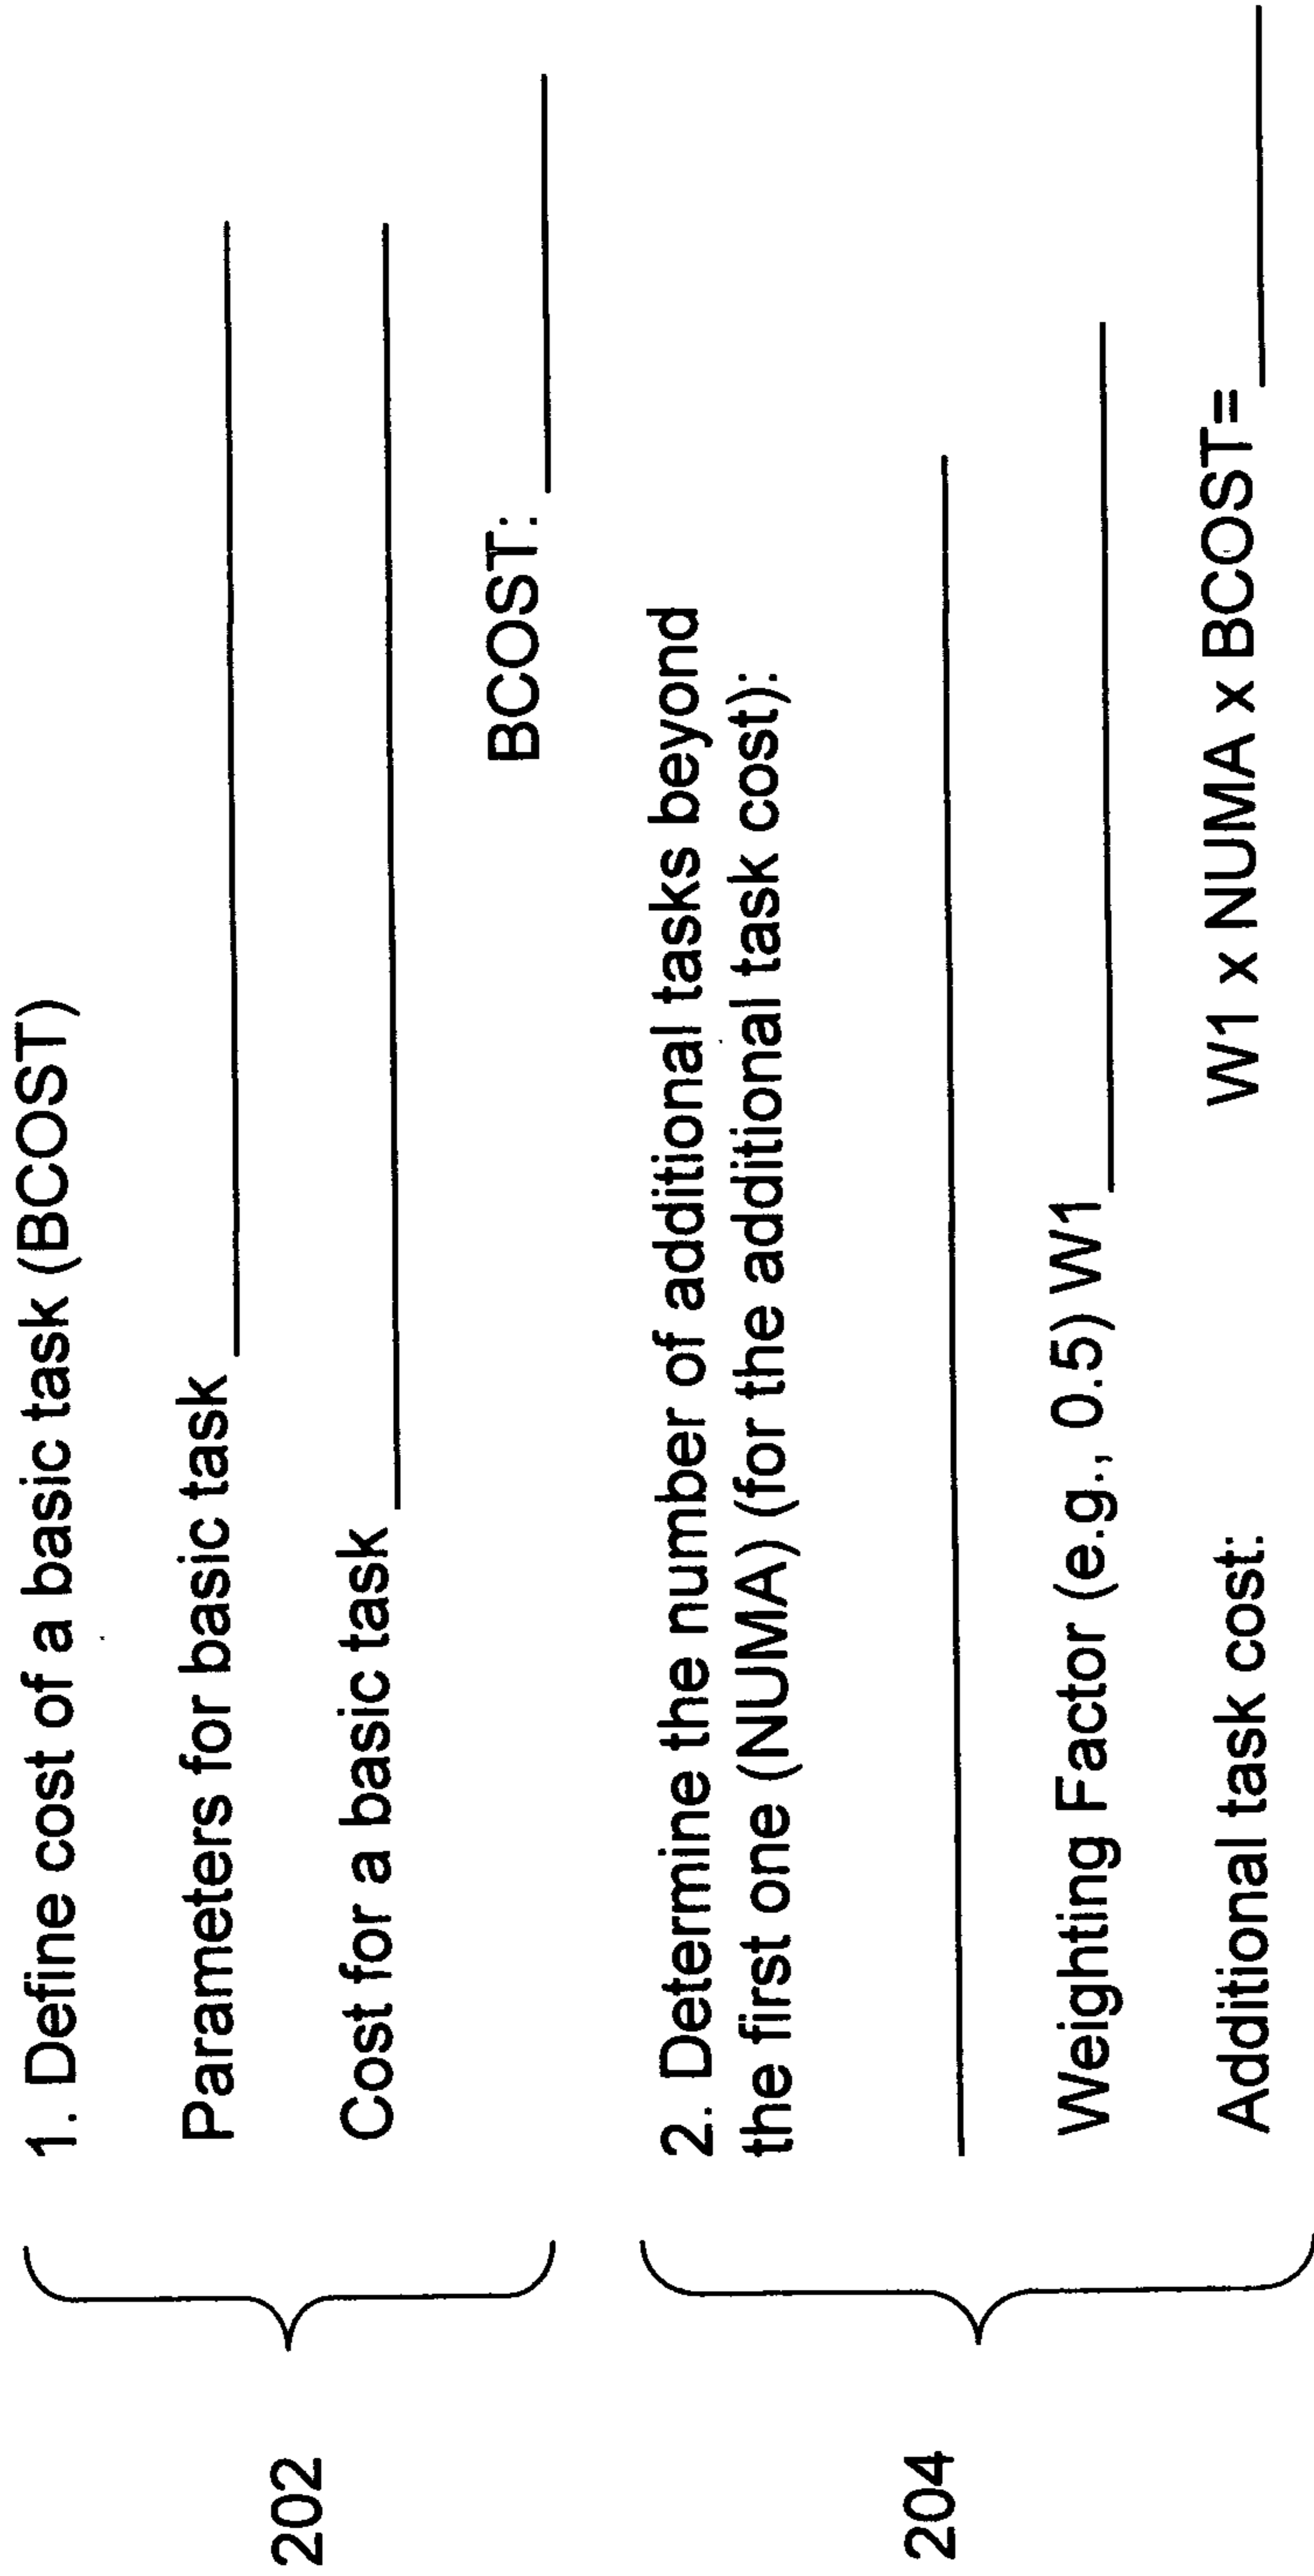 1. Define cost of a basic task (BCOST)
Parameters for basic task
Cost for a basic task
BCOST:
202
2. Determine the number of additional tasks beyond
the first one (NUMA) (for the additional task cost):
Weighting Factor (e.g., 0.5) W1
Additional task cost: W1 x NUMA x BCOST=
204